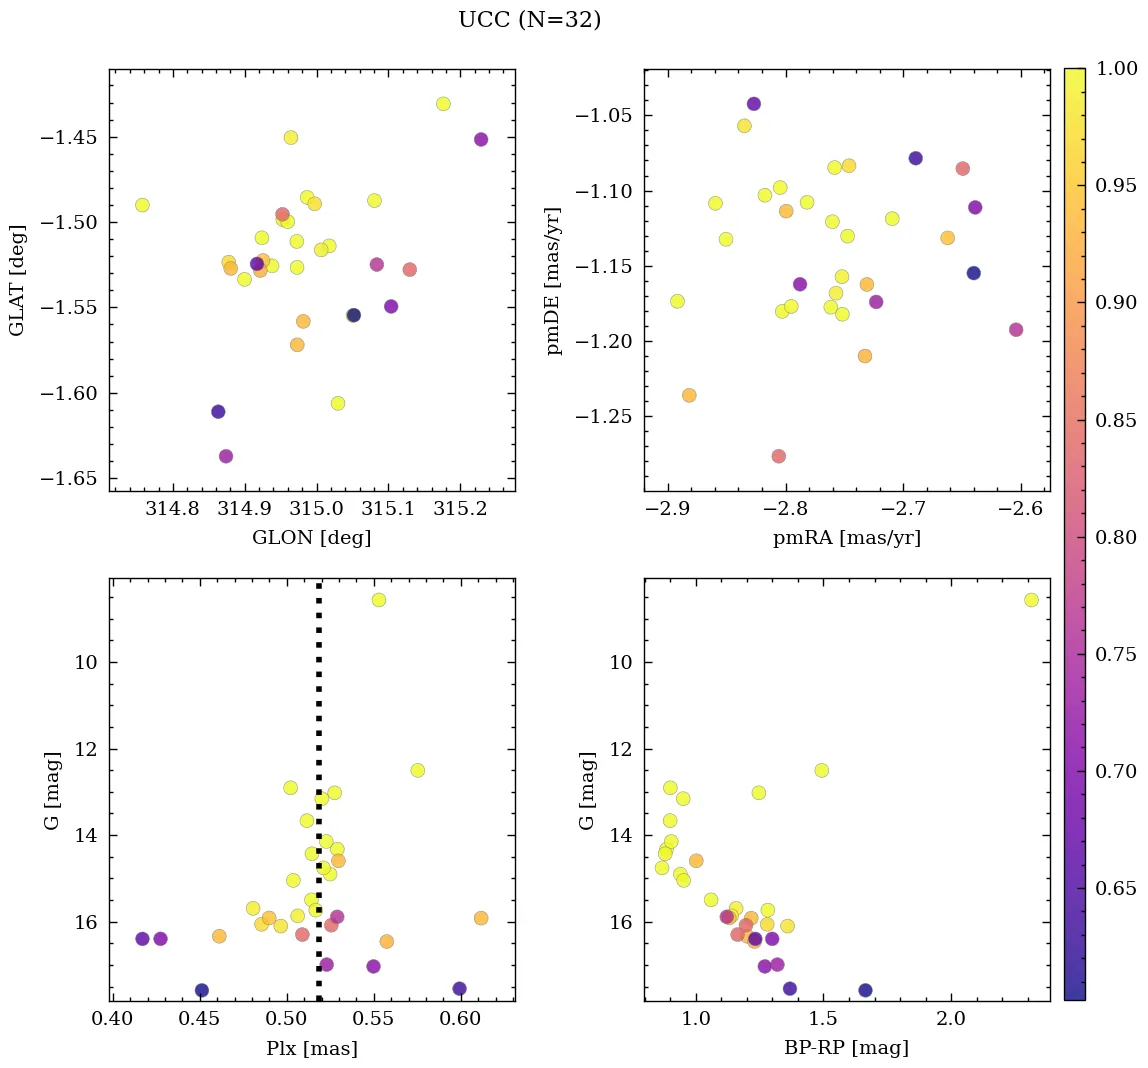 UCC (N=32)
−1.45
−1.50
−1.55
−1.60
−1.65
GLAT [deg]
314.8 314.9 315.0 315.1 315.2
GLON [deg]
−1.05
−1.10
−1.15
−1.20
−1.25
pmDE [mas/yr]
−2.9 −2.8 −2.7 −2.6
pmRA [mas/yr]
10
12
14
16
G [mag]
0.40 0.45 0.50 0.55 0.60
Plx [mas]
10
12
14
16
G [mag]
1.0 1.5 2.0
BP-RP [mag]
1.00
0.95
0.90
0.85
0.80
0.75
0.70
0.65